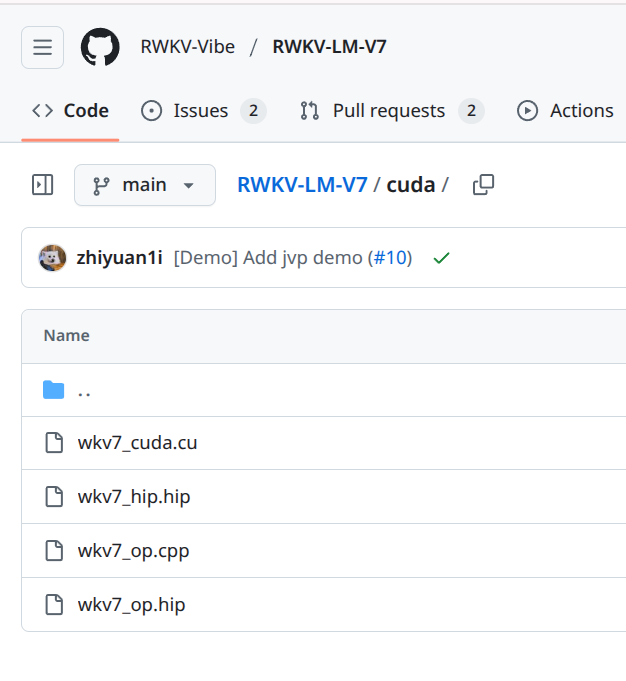 RWKV-Vibe / RWKV-LM-V7
Code Issues 2 Pull requests 2 Actions
main RWKV-LM-V7 / cuda /
zhiyuan1i [Demo] Add jvp demo (#10)
Name
..
wkv7_cuda.cu
wkv7_hip.hip
wkv7_op.cpp
wkv7_op.hip